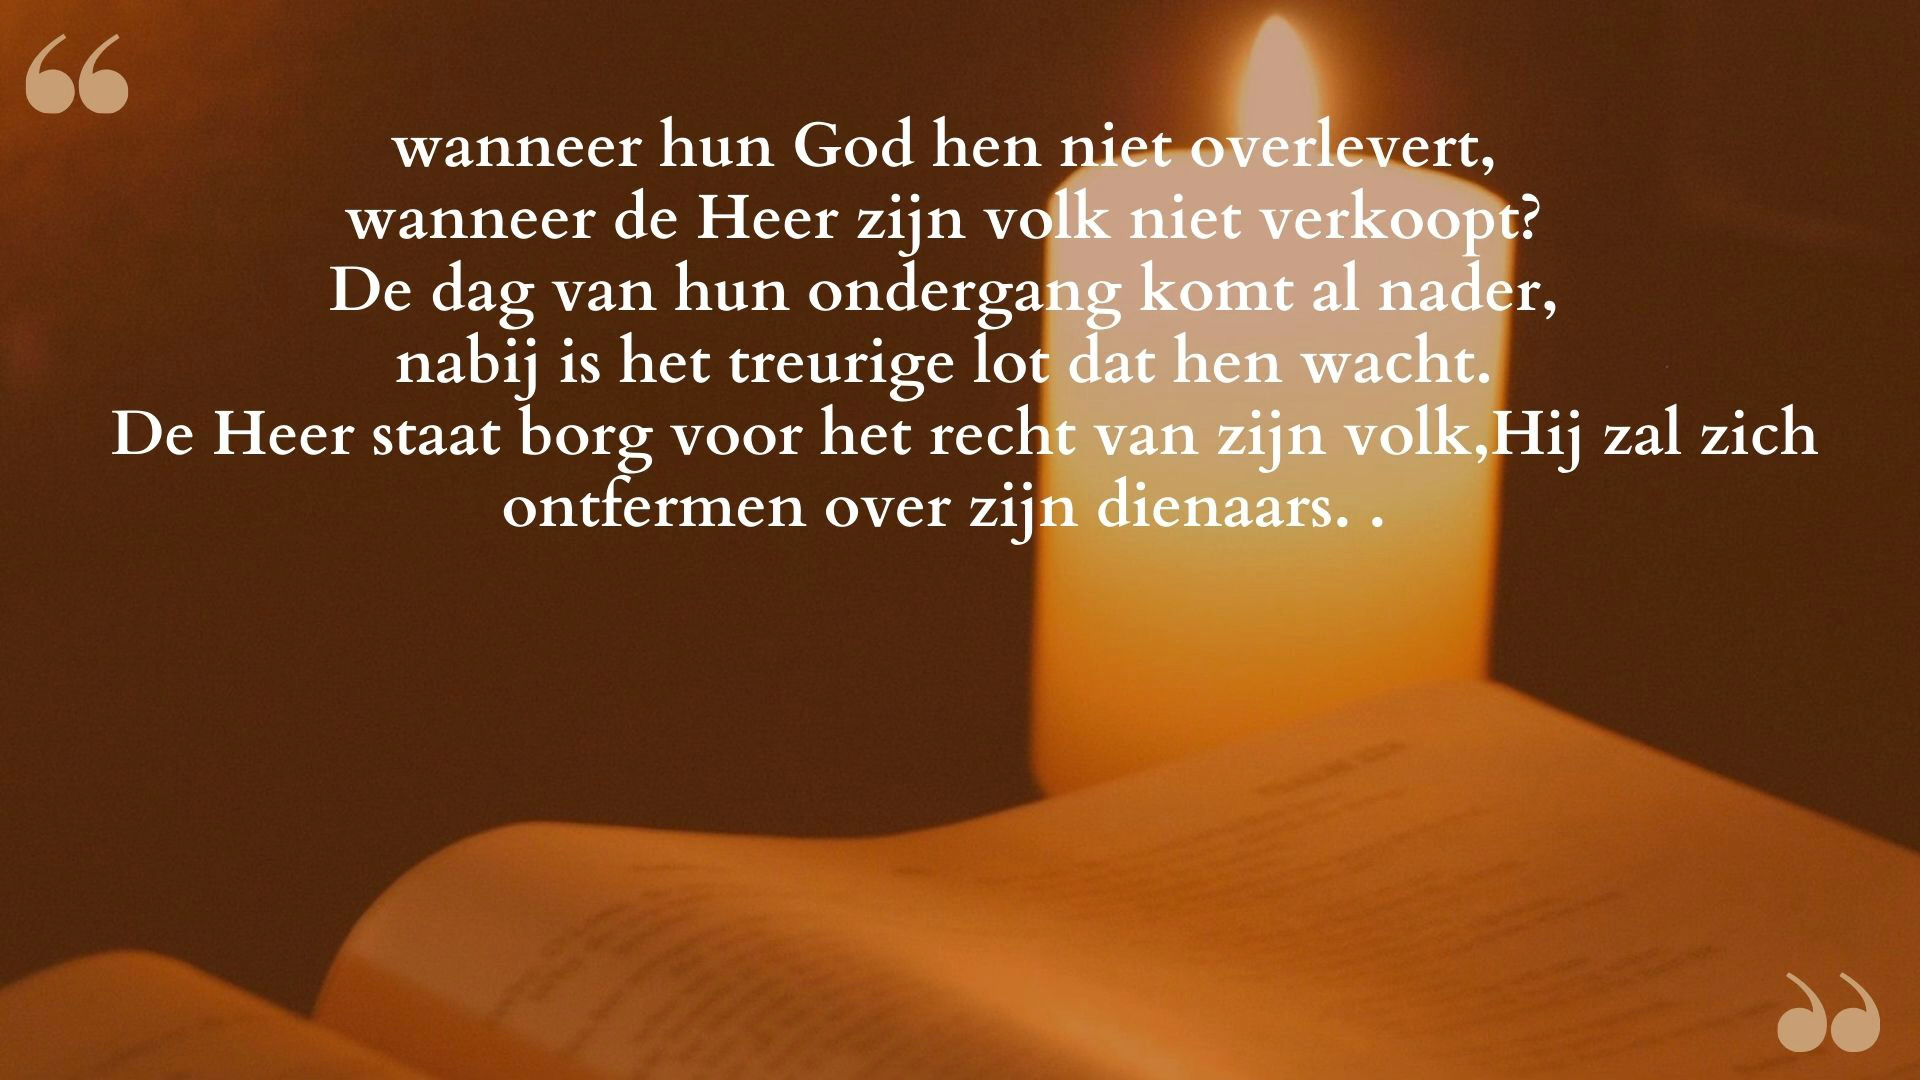 “
wanneer hun God hen niet overlevert,
wanneer de Heer zijn volk niet verkoopt?
De dag van hun ondergang komt al nader,
nabij is het treurige lot dat hen wacht.
De Heer staat borg voor het recht van zijn volk,Hij zal zich
ontfermen over zijn dienaars. .
”